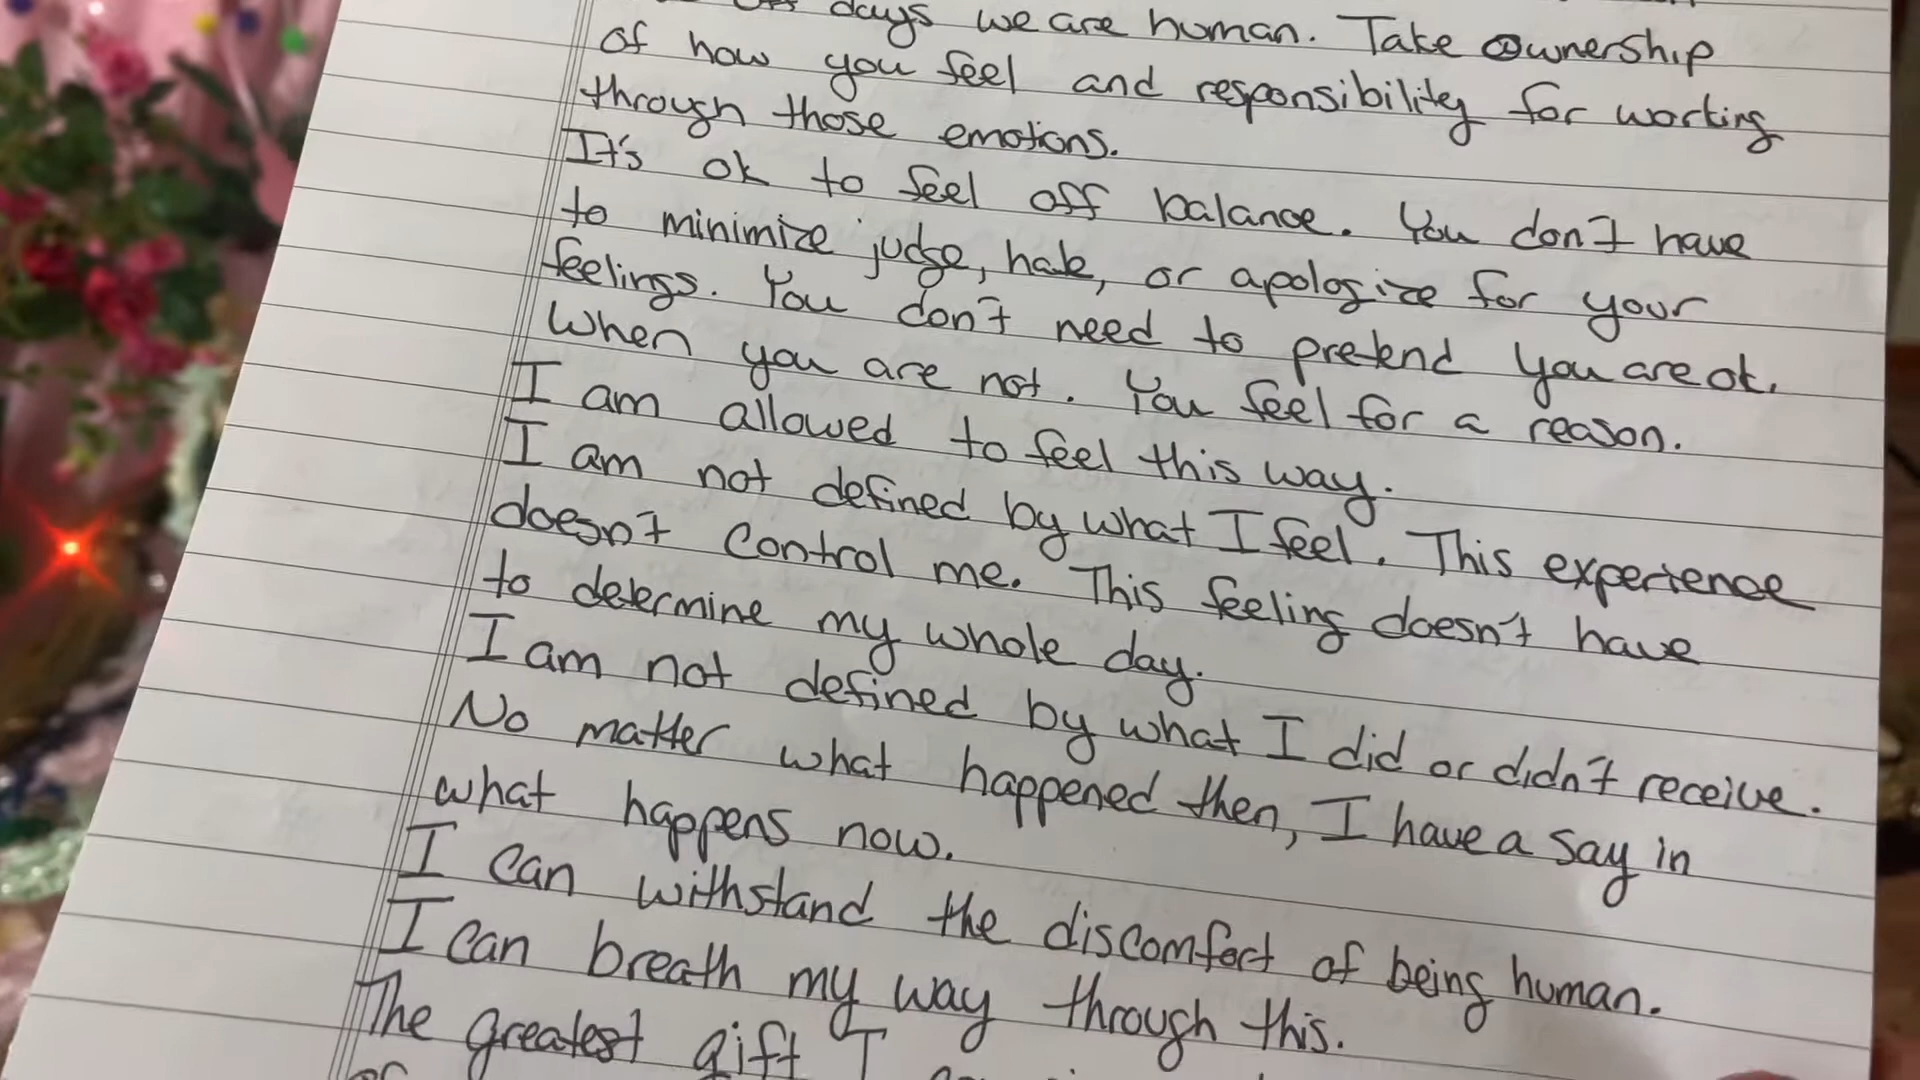 days we are human. Take ownership
of how you feel and responsibility for working
through those emotions.
It's ok to feel off balance. You don't have
to minimize judge, hate, or apologize for your
feelings. You don't need to pretend you are ok.
When you are not. You feel for a reason.
I am allowed to feel this way.
I am not defined by what I feel. This experience
doesn't control me. This feeling doesn't have
to determine my whole day.
I am not defined by what I did or didn't receive.
No matter what happened then, I have a say in
what happens now.
I can withstand the discomfort of being human.
I can breath my way through this.
The greatest gift I